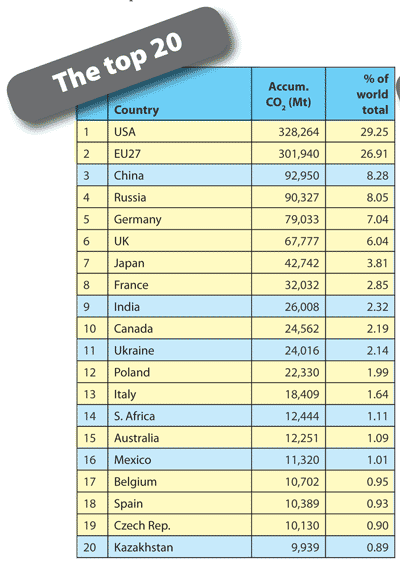 The top 20
Country Accum. CO2 (Mt) % of world total
1 USA 328,264 29.25
2 EU27 301,940 26.91
3 China 92,950 8.28
4 Russia 90,327 8.05
5 Germany 79,033 7.04
6 UK 67,777 6.04
7 Japan 42,742 3.81
8 France 32,032 2.85
9 India 26,008 2.32
10 Canada 24,562 2.19
11 Ukraine 24,016 2.14
12 Poland 22,330 1.99
13 Italy 18,409 1.64
14 S. Africa 12,444 1.11
15 Australia 12,251 1.09
16 Mexico 11,320 1.01
17 Belgium 10,702 0.95
18 Spain 10,389 0.93
19 Czech Rep. 10,130 0.90
20 Kazakhstan 9,939 0.89